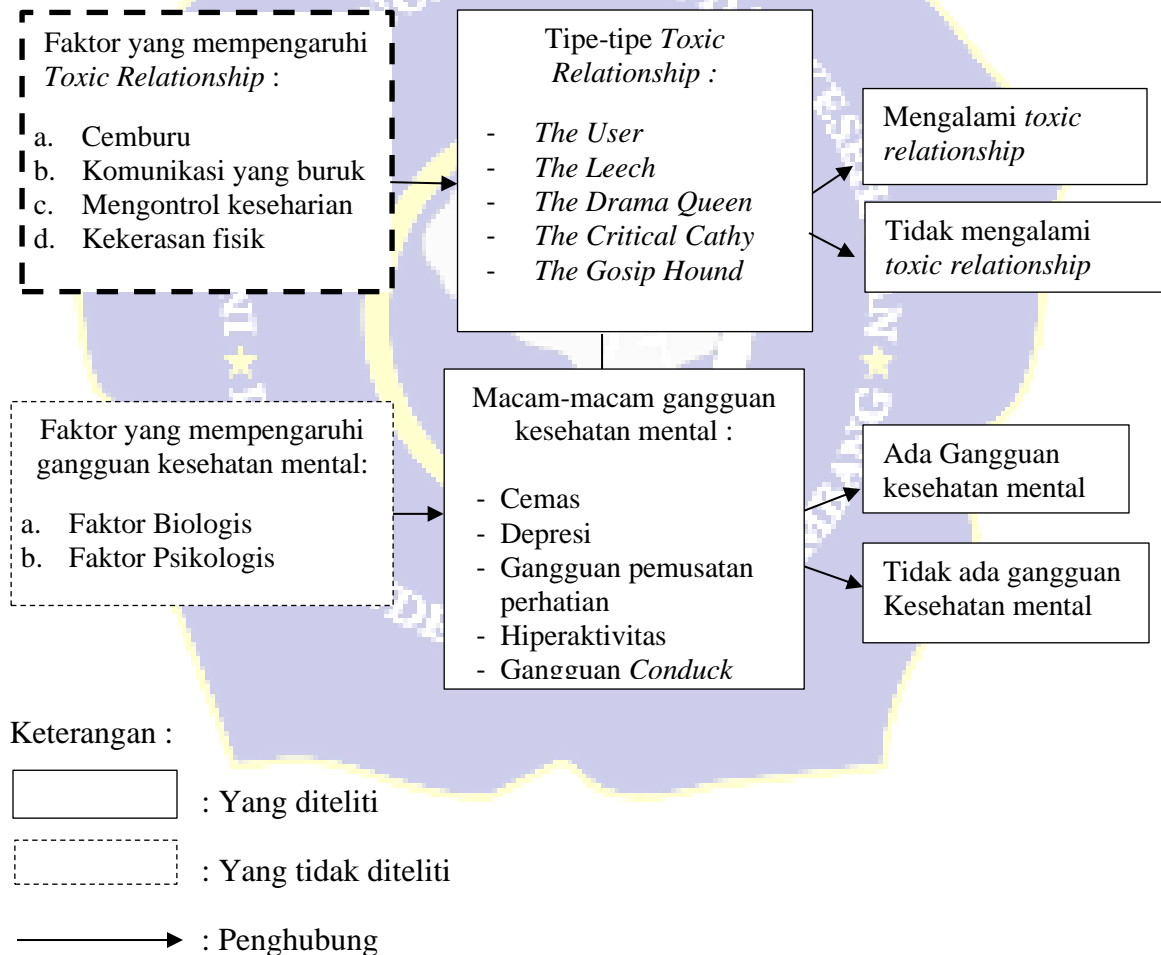 Faktor yang mempengaruhi
Toxic Relationship :
a. Cemburu
b. Komunikasi yang buruk
c. Mengontrol keseharian
d. Kekerasan fisik
Tipe-tipe Toxic
Relationship :
- The User
- The Leech
- The Drama Queen
- The Critical Cathy
- The Gosip Hound
Mengalami toxic
relationship
Tidak mengalami
toxic relationship
Faktor yang mempengaruhi
gangguan kesehatan mental:
a. Faktor Biologis
b. Faktor Psikologis
Macam-macam gangguan
kesehatan mental :
- Cemas
- Depresi
- Gangguan pemusatan
perhatian
- Hiperaktivitas
- Gangguan Conduck
Ada Gangguan
kesehatan mental
Tidak ada gangguan
Kesehatan mental
Keterangan :
: Yang diteliti
: Yang tidak diteliti
: Penghubung